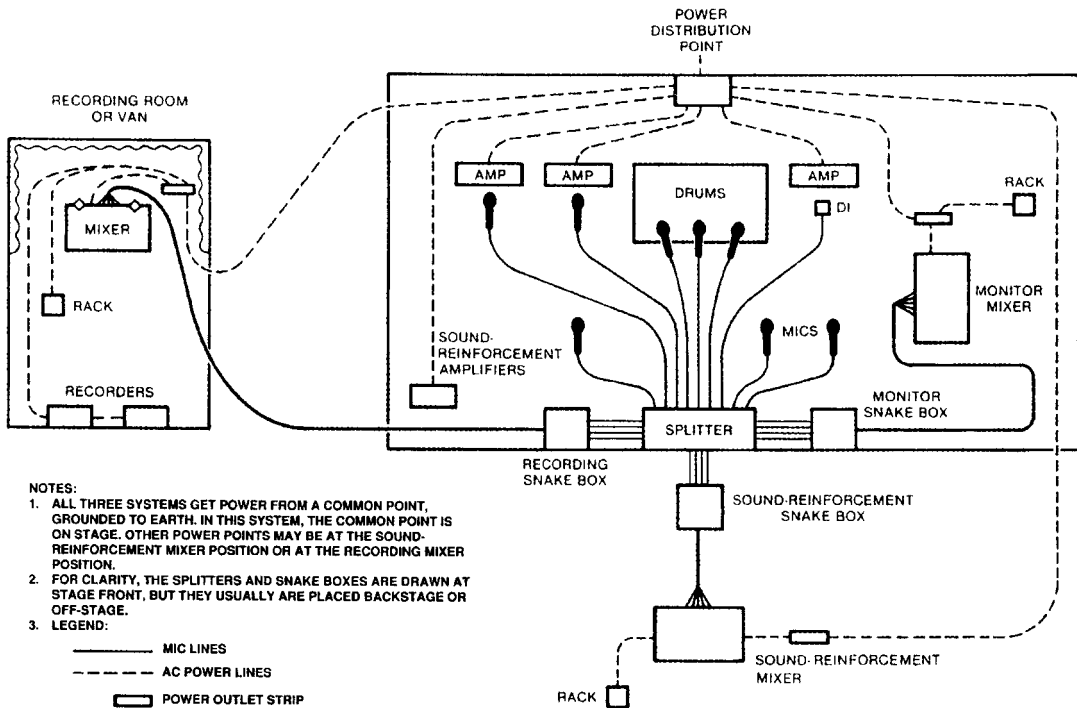 POWER
DISTRIBUTION
POINT
RECORDING ROOM
OR VAN
AMP
AMP
DRUMS
AMP
DI
RACK
MIXER
RACK
MONITOR
MIXER
SOUND-
REINFORCEMENT
AMPLIFIERS
MICS
RECORDERS
MONITOR
SNAKE BOX
SPLITTER
RECORDING
SNAKE BOX
SOUND-REINFORCEMENT
SNAKE BOX
SOUND-REINFORCEMENT
MIXER
RACK
NOTES:
1. ALL THREE SYSTEMS GET POWER FROM A COMMON POINT,
GROUNDED TO EARTH. IN THIS SYSTEM, THE COMMON POINT IS
ON STAGE. OTHER POWER POINTS MAY BE AT THE SOUND-
REINFORCEMENT MIXER POSITION OR AT THE RECORDING MIXER
POSITION.
2. FOR CLARITY, THE SPLITTERS AND SNAKE BOXES ARE DRAWN AT
STAGE FRONT, BUT THEY USUALLY ARE PLACED BACKSTAGE OR
OFF-STAGE.
3. LEGEND:
MIC LINES
AC POWER LINES
POWER OUTLET STRIP